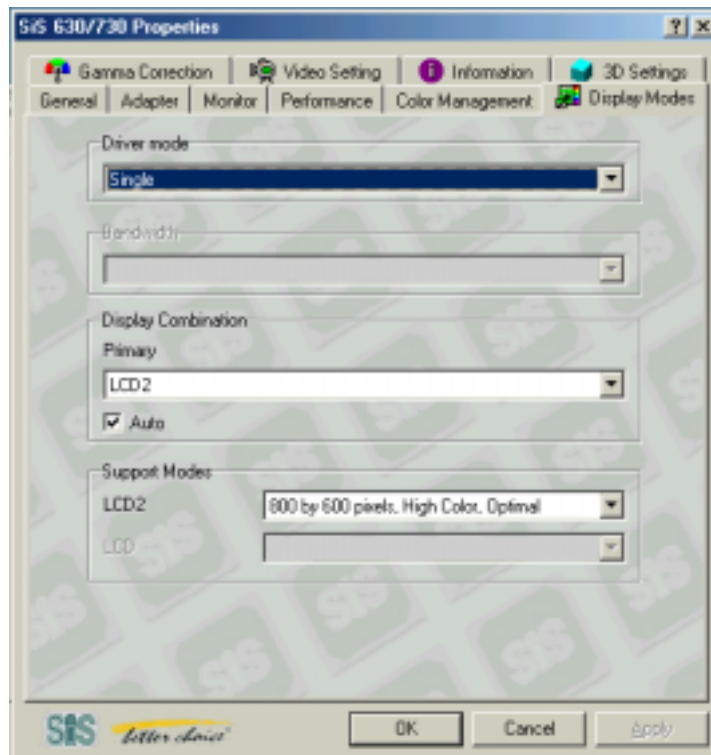 SiS 630/730 Properties
Gamma Correction Video Setting Information 3D Settings
General Adapter Monitor Performance Color Management Display Modes
Driver mode
Single
Bandwidth
Display Combination
Primary
LCD2
Auto
Support Modes
LCD2 800 by 600 pixels, High Color, Optimal
LCD
SiS better choice OK Cancel Apply